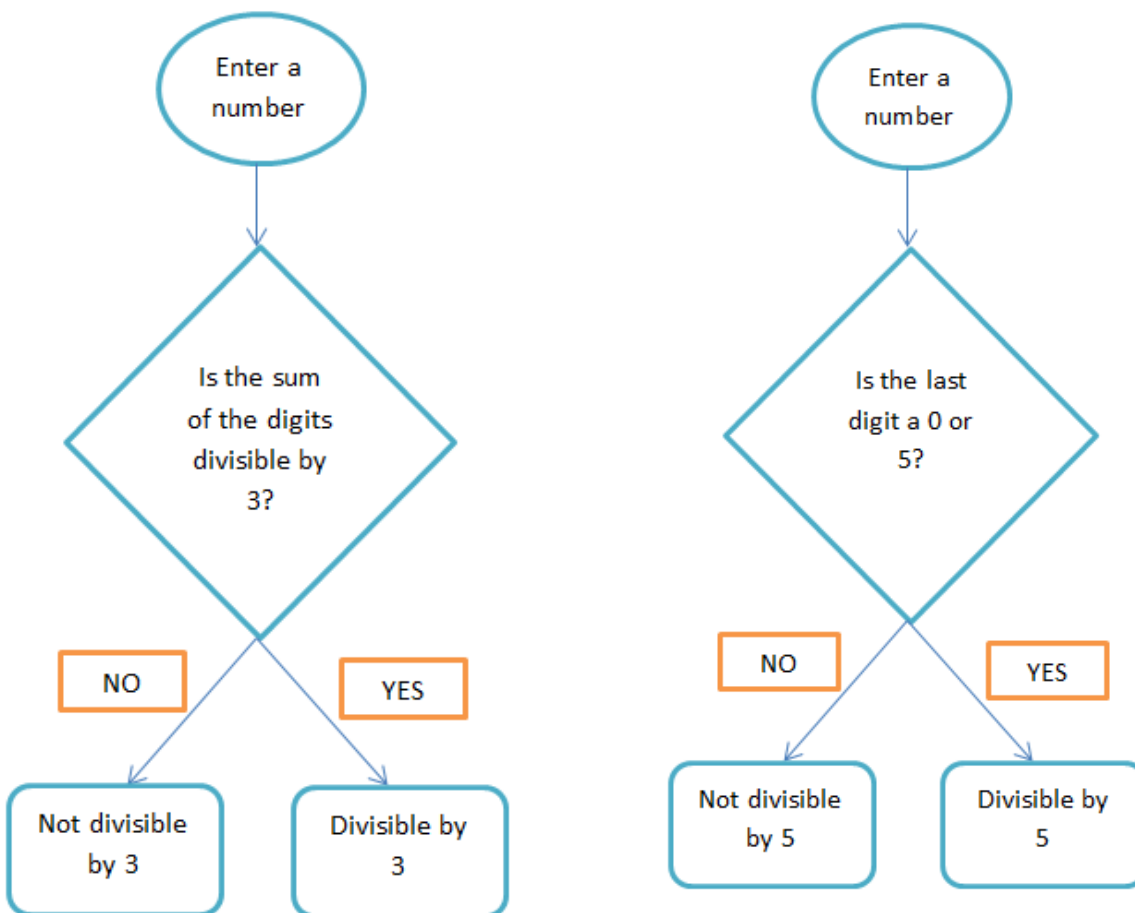 Enter a
number
Is the sum
of the digits
divisible by
3?
NO
YES
Not divisible
by 3
Divisible by
3
Enter a
number
Is the last
digit a 0 or
5?
NO
YES
Not divisible
by 5
Divisible by
5